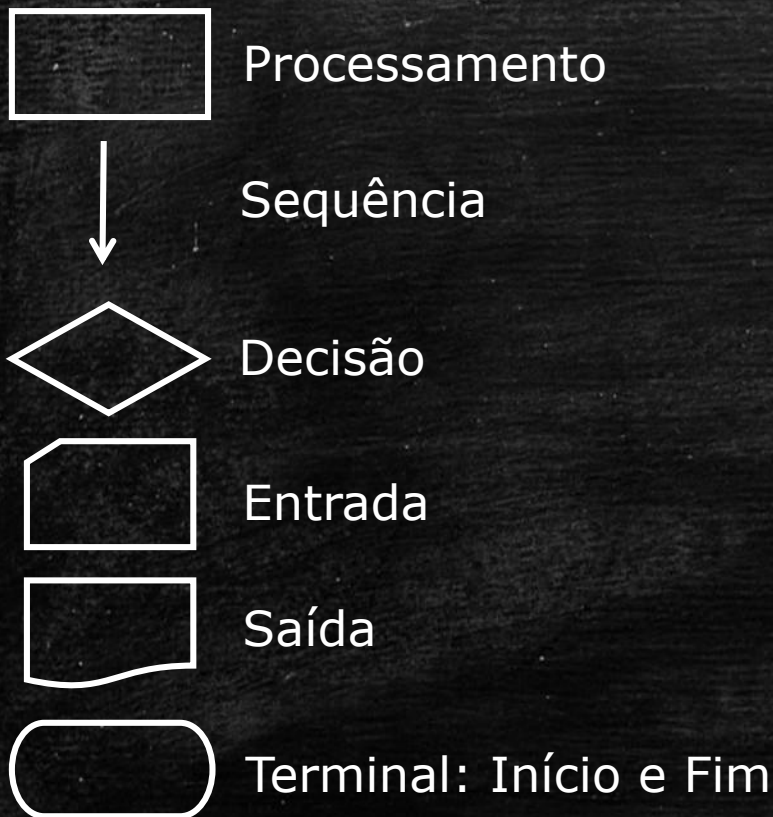 Processamento
Sequência
Decisão
Entrada
Saída
Terminal: Início e Fim